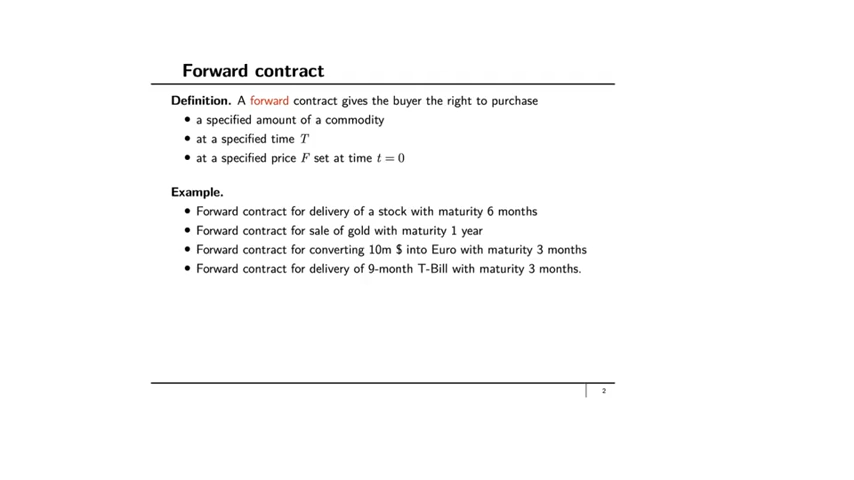 Forward contract
Definition. A forward contract gives the buyer the right to purchase
• a specified amount of a commodity
• at a specified time T
• at a specified price F set at time t = 0
Example.
• Forward contract for delivery of a stock with maturity 6 months
• Forward contract for sale of gold with maturity 1 year
• Forward contract for converting 10m $ into Euro with maturity 3 months
• Forward contract for delivery of 9-month T-Bill with maturity 3 months.
2